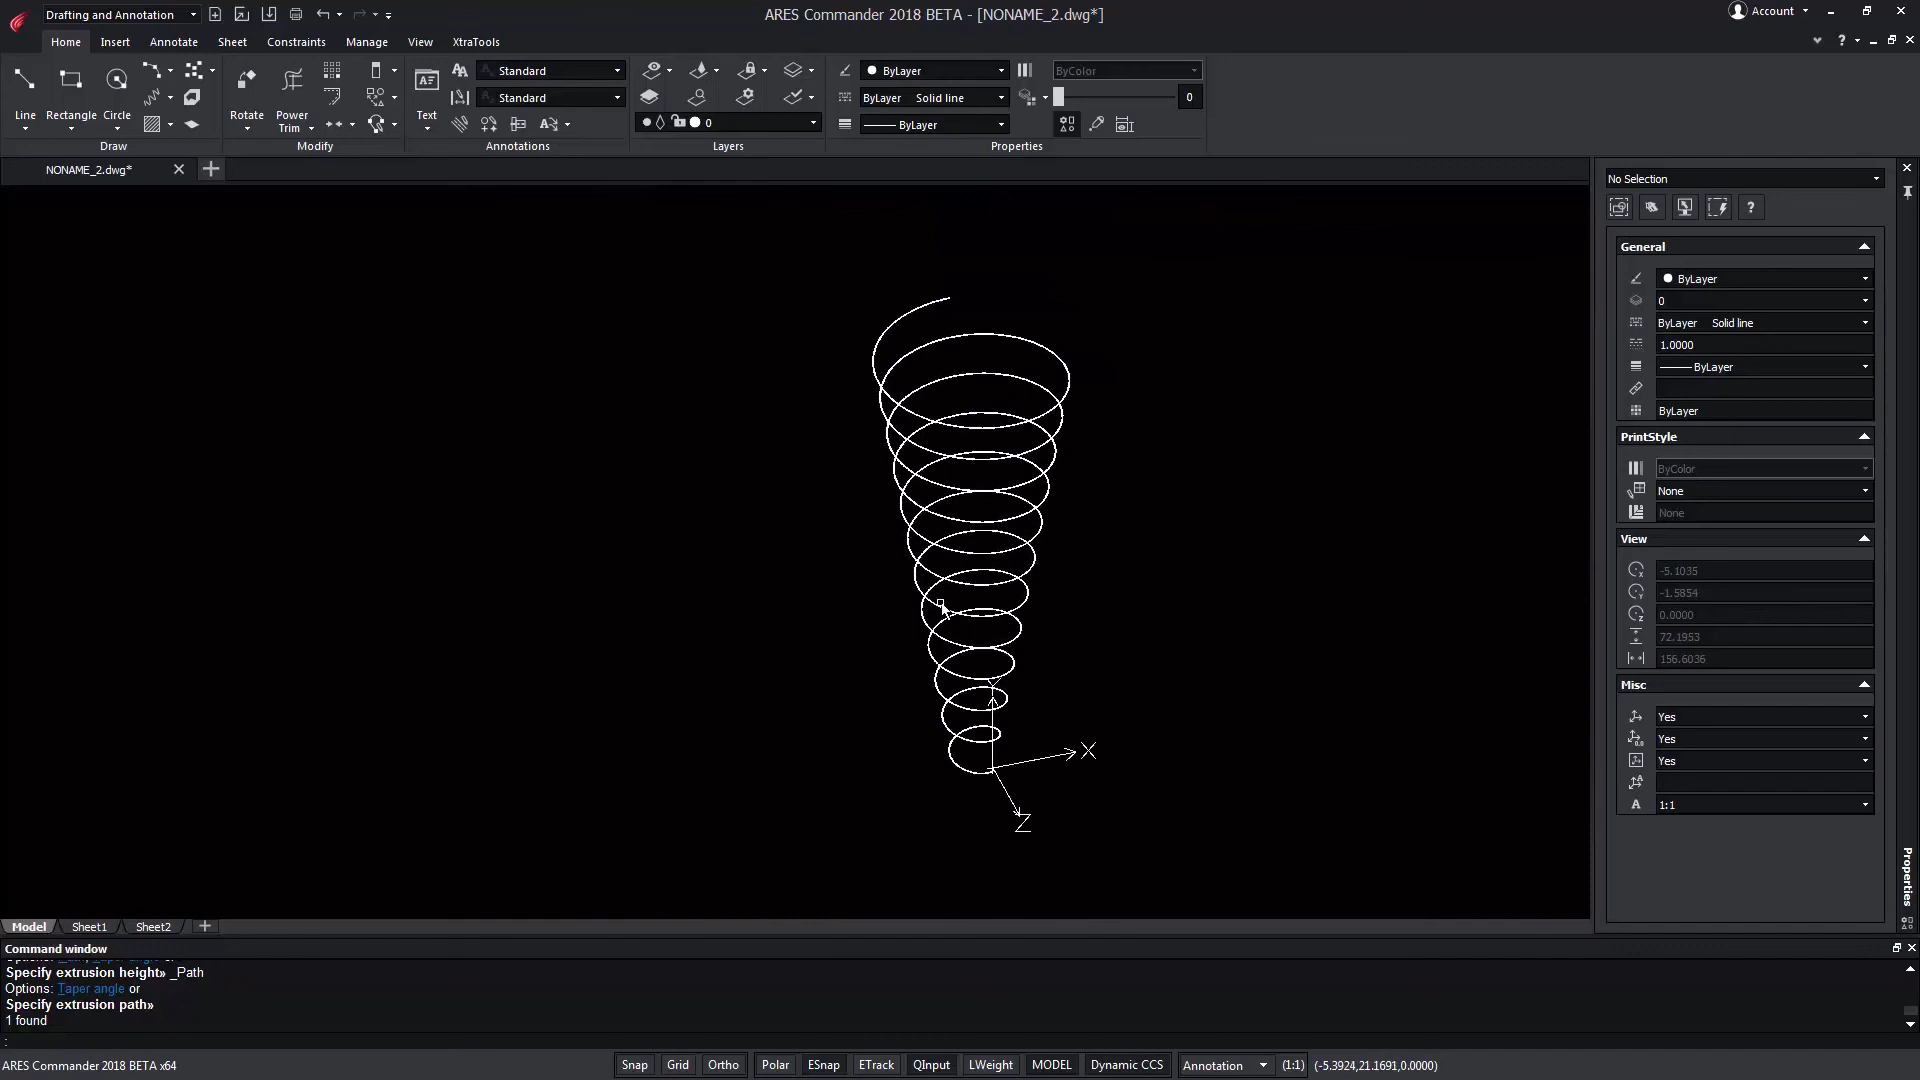 Drafting and Annotation
ARES Commander 2018 BETA - [NONAME_2.dwg*]
Account
Home Insert Annotate Sheet Constraints Manage View XtraTools
?
Standard
Standard
ByLayer
ByColor
ByLayer Solid line
0
ByLayer
0
Line Rectangle Circle
Rotate Power Trim
Text
Draw Modify Annotations Layers Properties
NONAME_2.dwg*
No Selection
?
General
ByLayer
0
ByLayer Solid line
1.0000
ByLayer
ByLayer
PrintStyle
ByColor
None
None
View
-5.1035
-1.5854
0.0000
72.1953
156.6036
Misc
Yes
Yes
Yes
1:1
Properties
Y
X
Z
Model Sheet1 Sheet2
Command window
Specify extrusion height» _Path
Options: Taper angle or
Specify extrusion path»
1 found
:
ARES Commander 2018 BETA x64
Snap Grid Ortho Polar ESnap ETrack QInput LWeight MODEL Dynamic CCS Annotation (1:1) (-5.3924,21.1691,0.0000)